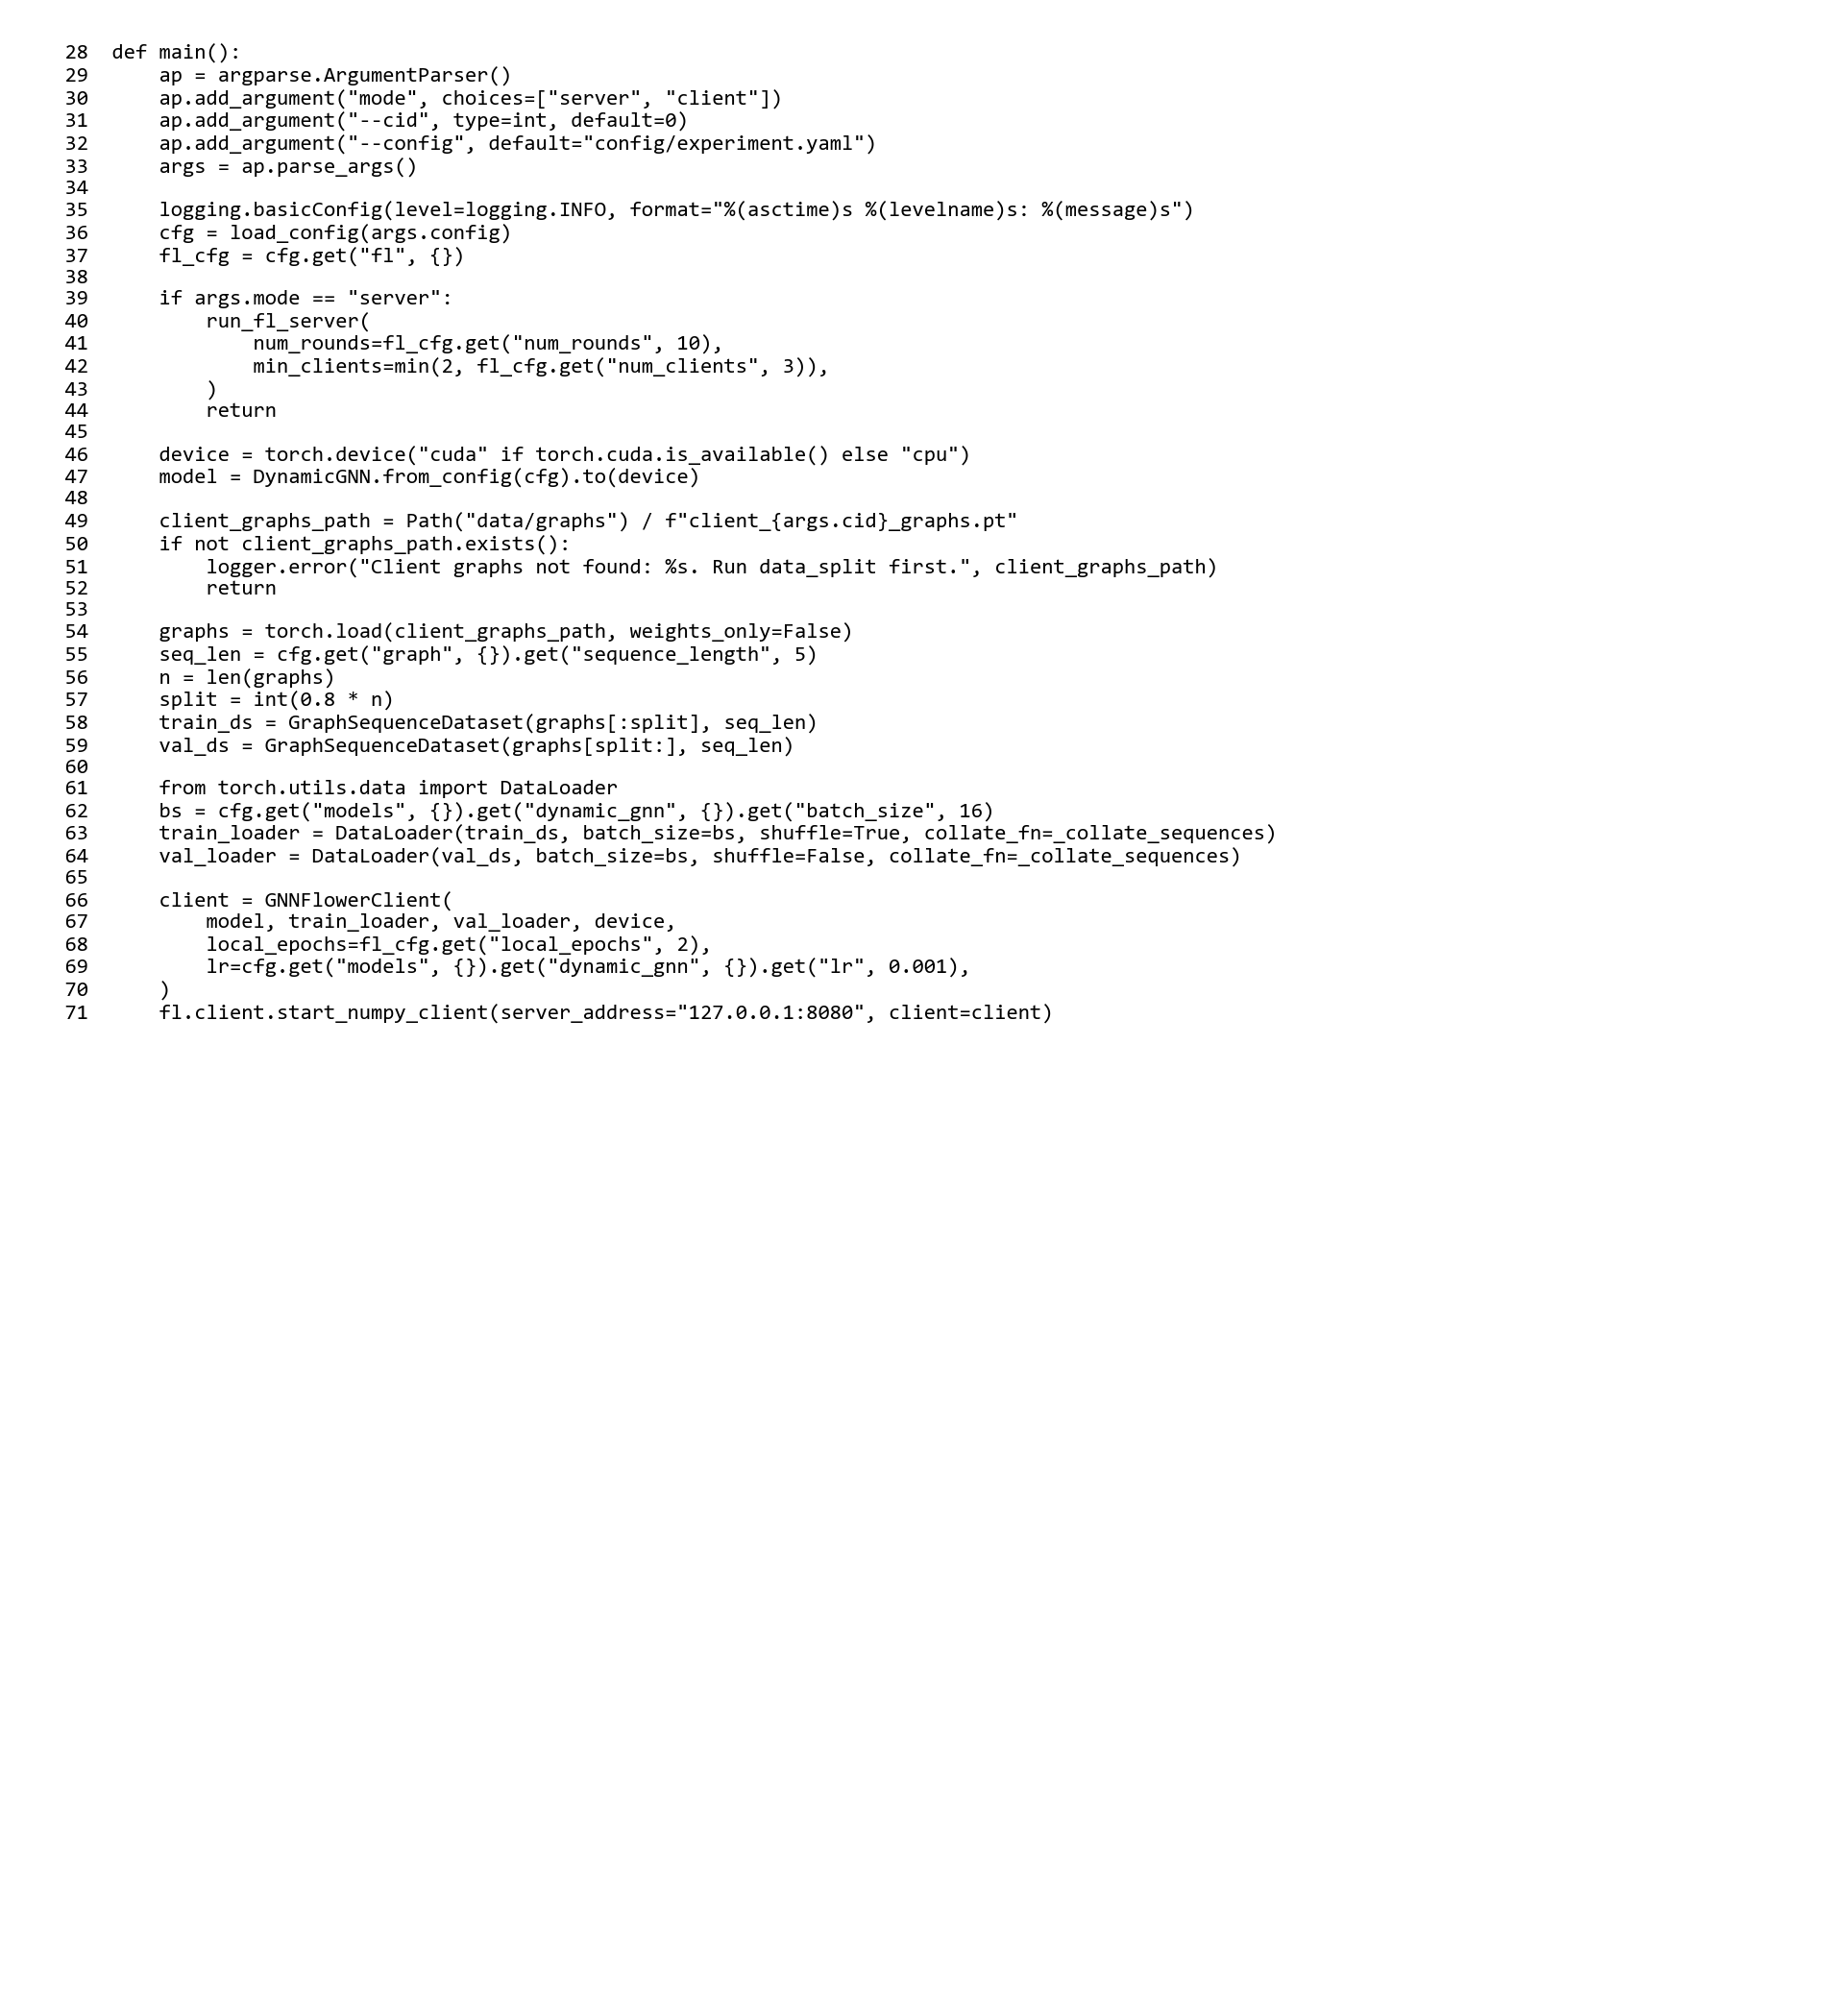 28  def main():
29      ap = argparse.ArgumentParser()
30      ap.add_argument("mode", choices=["server", "client"])
31      ap.add_argument("--cid", type=int, default=0)
32      ap.add_argument("--config", default="config/experiment.yaml")
33      args = ap.parse_args()
34
35      logging.basicConfig(level=logging.INFO, format="%(asctime)s %(levelname)s: %(message)s")
36      cfg = load_config(args.config)
37      fl_cfg = cfg.get("fl", {})
38
39      if args.mode == "server":
40          run_fl_server(
41              num_rounds=fl_cfg.get("num_rounds", 10),
42              min_clients=min(2, fl_cfg.get("num_clients", 3)),
43          )
44          return
45
46      device = torch.device("cuda" if torch.cuda.is_available() else "cpu")
47      model = DynamicGNN.from_config(cfg).to(device)
48
49      client_graphs_path = Path("data/graphs") / f"client_{args.cid}_graphs.pt"
50      if not client_graphs_path.exists():
51          logger.error("Client graphs not found: %s. Run data_split first.", client_graphs_path)
52          return
53
54      graphs = torch.load(client_graphs_path, weights_only=False)
55      seq_len = cfg.get("graph", {}).get("sequence_length", 5)
56      n = len(graphs)
57      split = int(0.8 * n)
58      train_ds = GraphSequenceDataset(graphs[:split], seq_len)
59      val_ds = GraphSequenceDataset(graphs[split:], seq_len)
60
61      from torch.utils.data import DataLoader
62      bs = cfg.get("models", {}).get("dynamic_gnn", {}).get("batch_size", 16)
63      train_loader = DataLoader(train_ds, batch_size=bs, shuffle=True, collate_fn=_collate_sequences)
64      val_loader = DataLoader(val_ds, batch_size=bs, shuffle=False, collate_fn=_collate_sequences)
65
66      client = GNNFlowerClient(
67          model, train_loader, val_loader, device,
68          local_epochs=fl_cfg.get("local_epochs", 2),
69          lr=cfg.get("models", {}).get("dynamic_gnn", {}).get("lr", 0.001),
70      )
71      fl.client.start_numpy_client(server_address="127.0.0.1:8080", client=client)